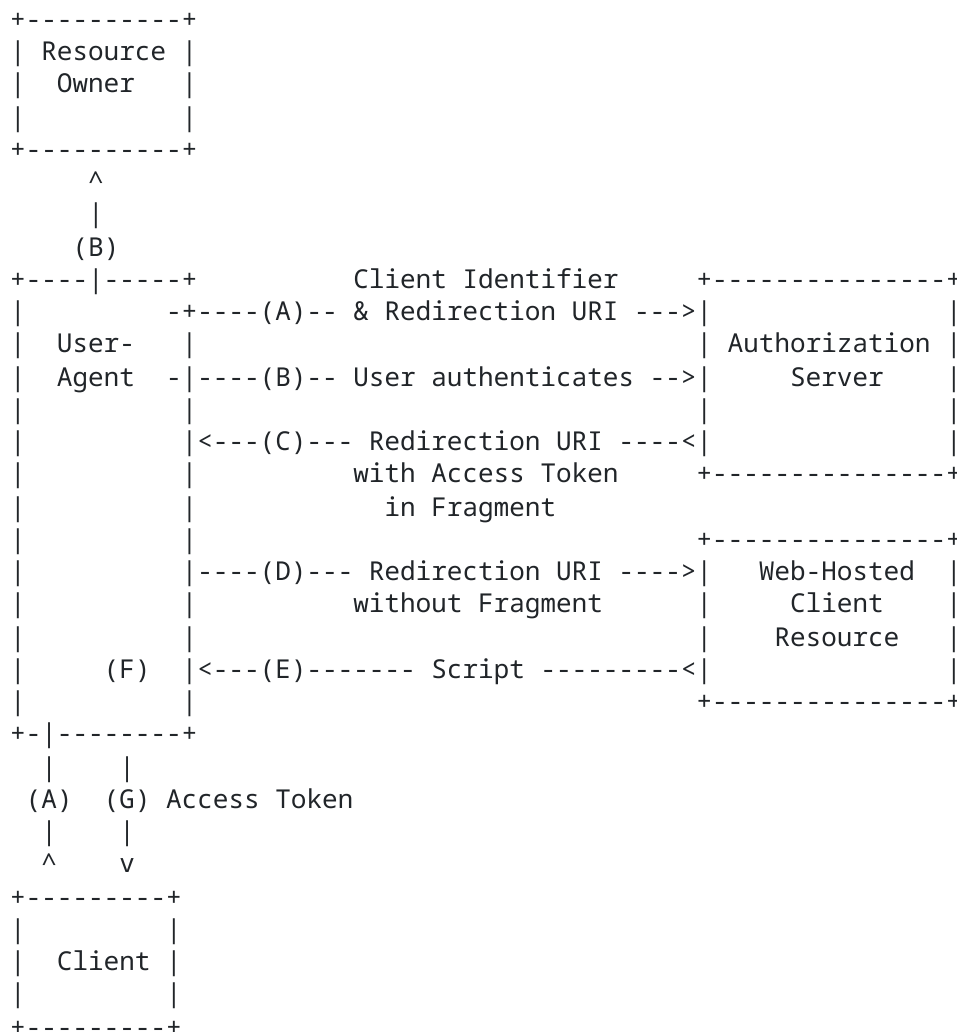 +----------+
| Resource |
|  Owner   |
|          |
+----------+
     ^
     |
    (B)
+----|-----+          Client Identifier     +---------------+
|         -+----(A)-- & Redirection URI --->|               |
|  User-   |                                | Authorization |
|  Agent  -|----(B)-- User authenticates -->|     Server    |
|          |                                |               |
|          |<---(C)--- Redirection URI ----<|               |
|          |          with Access Token     +---------------+
|          |            in Fragment
|          |                                +---------------+
|          |----(D)--- Redirection URI ---->|   Web-Hosted  |
|          |          without Fragment      |     Client    |
|          |                                |    Resource   |
|     (F)  |<---(E)------- Script ---------<|               |
|          |                                +---------------+
+-|--------+
  |    |
 (A)  (G) Access Token
  |    |
  ^    v
+---------+
|         |
|  Client |
|         |
+---------+